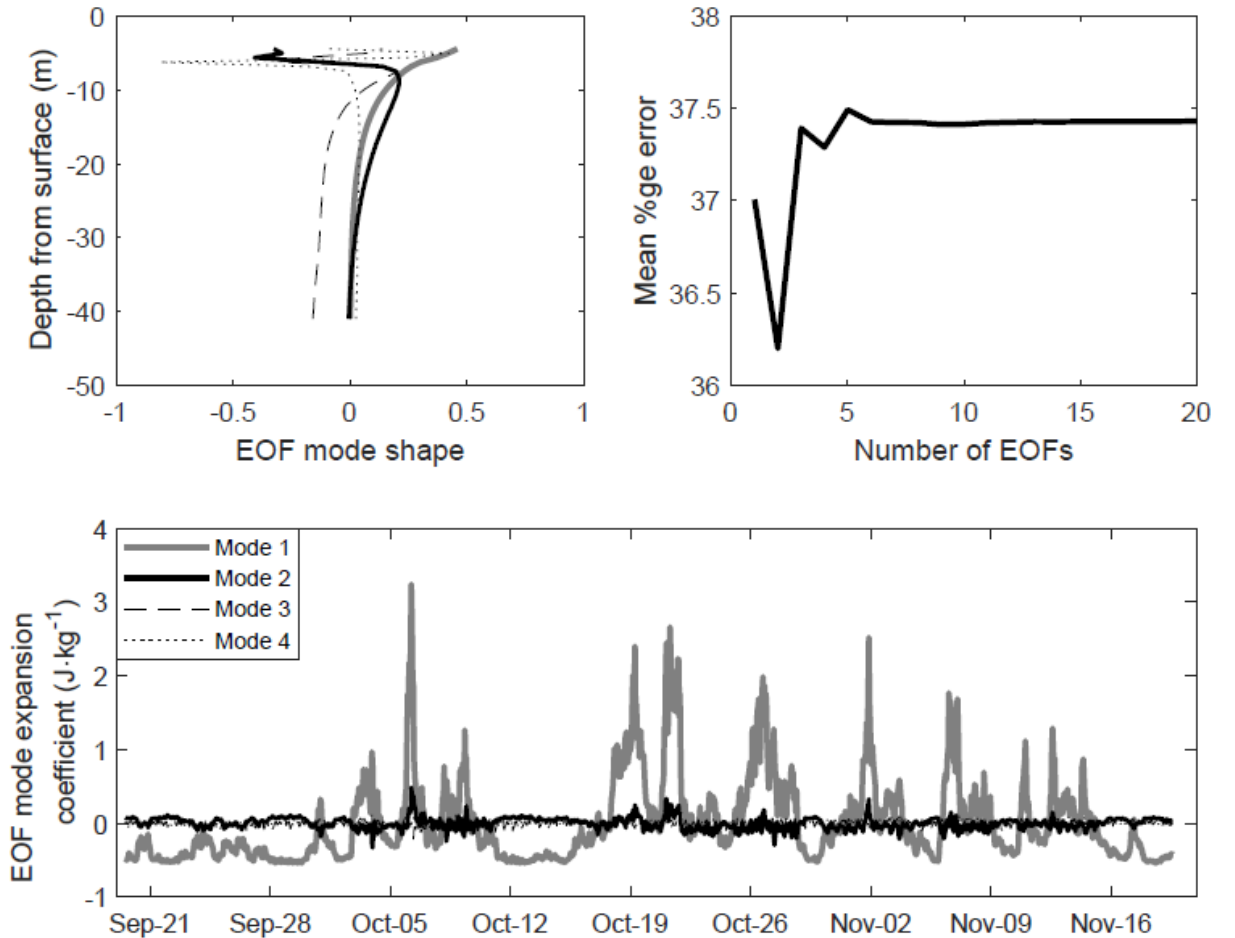 0
-10
-20
-30
-40
-50
Depth from surface (m)
-1
-0.5
0
0.5
1
EOF mode shape
38
37.5
37
36.5
36
Mean %ge error
0
5
10
15
20
Number of EOFs
4
3
2
1
0
-1
EOF mode expansion
coefficient (J·kg⁻¹)
Mode 1
Mode 2
Mode 3
Mode 4
Sep-21
Sep-28
Oct-05
Oct-12
Oct-19
Oct-26
Nov-02
Nov-09
Nov-16